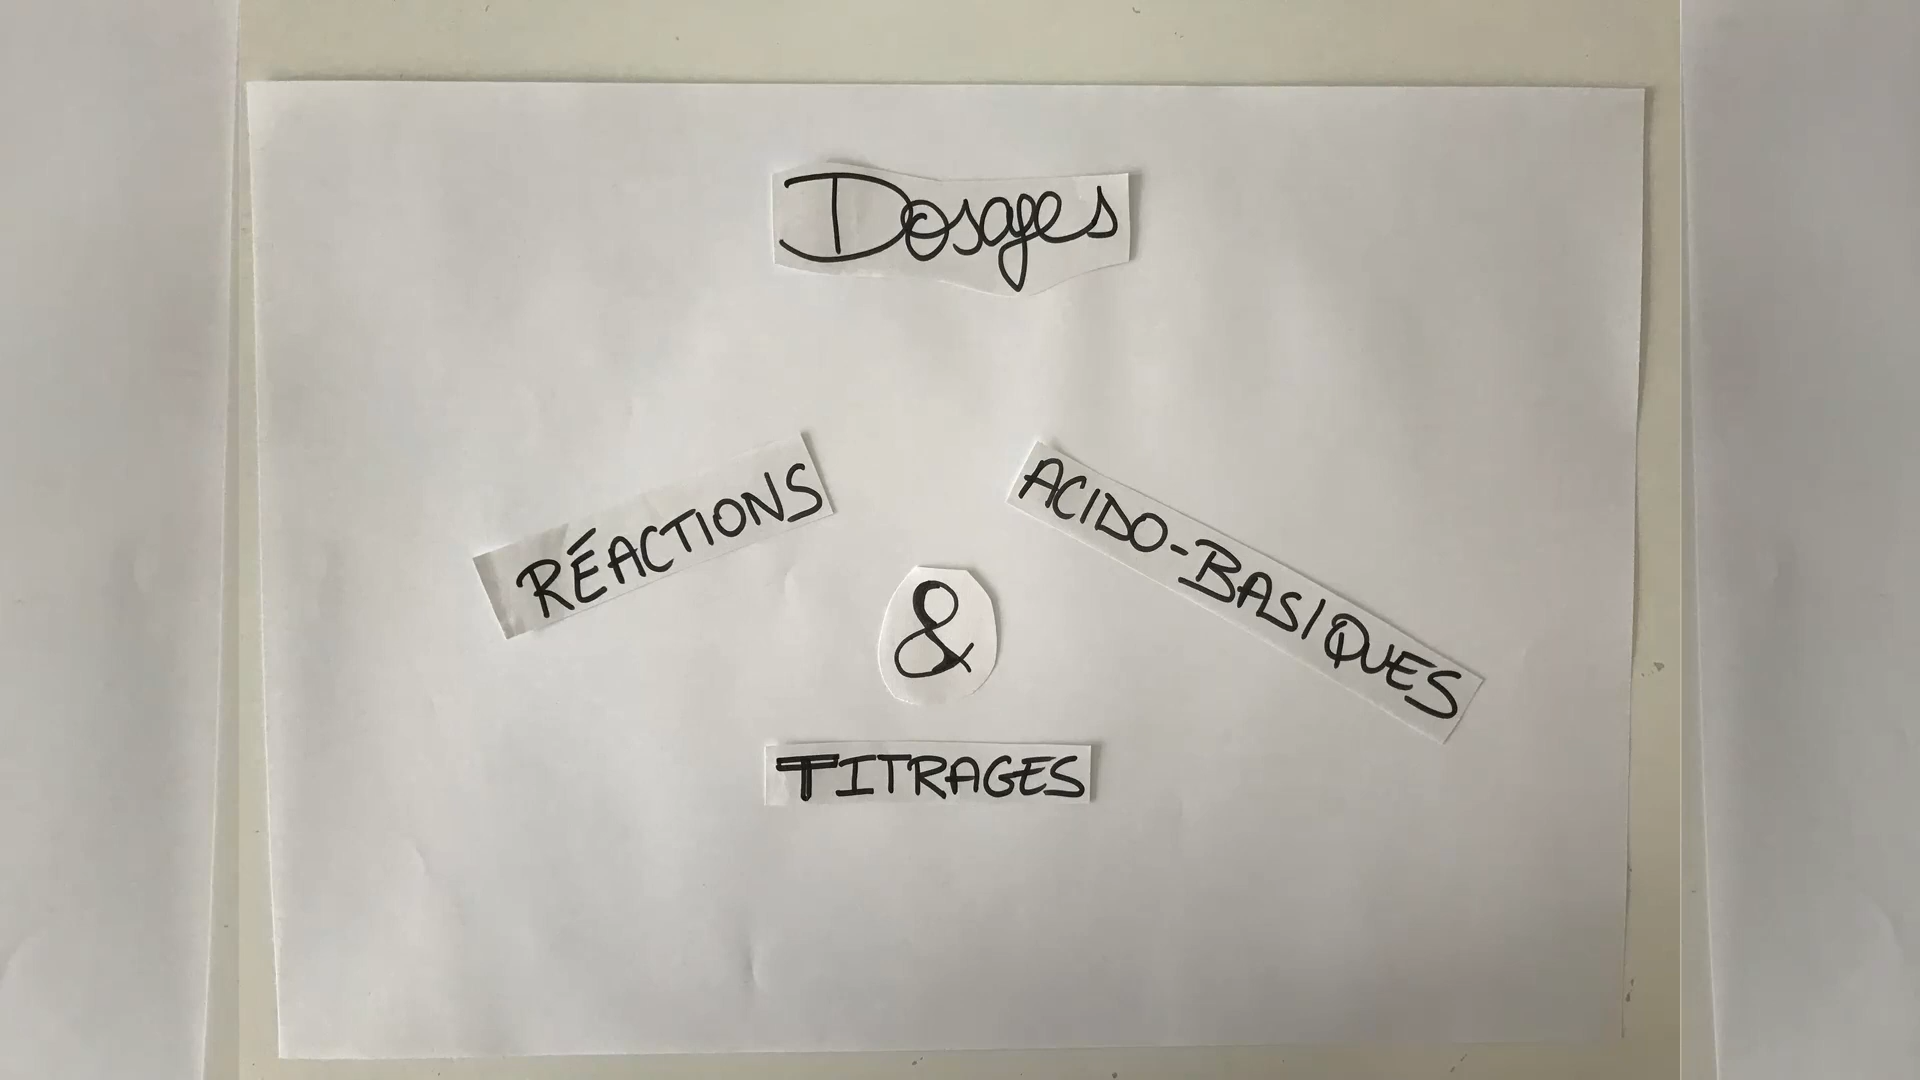 Dosages
RÉACTIONS
ACIDO-BASIQUES
&
TITRAGES